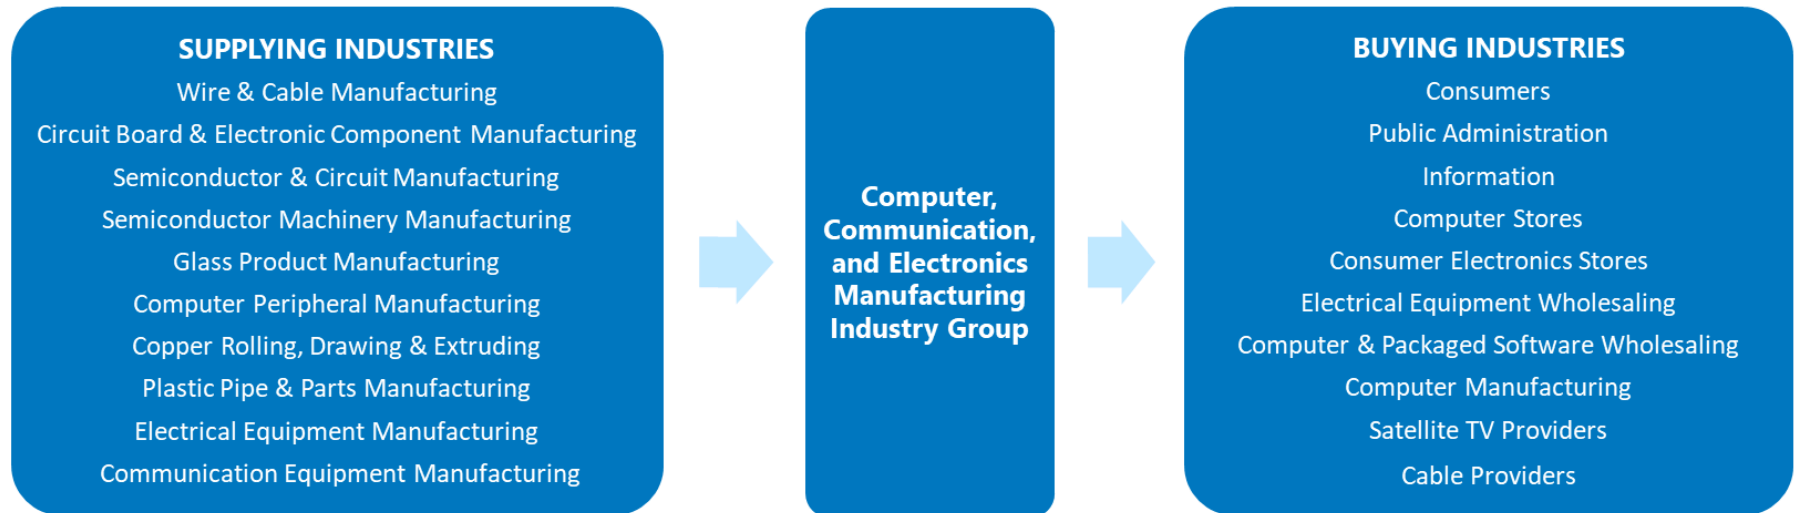 SUPPLYING INDUSTRIES
Wire & Cable Manufacturing
Circuit Board & Electronic Component Manufacturing
Semiconductor & Circuit Manufacturing
Semiconductor Machinery Manufacturing
Glass Product Manufacturing
Computer Peripheral Manufacturing
Copper Rolling, Drawing & Extruding
Plastic Pipe & Parts Manufacturing
Electrical Equipment Manufacturing
Communication Equipment Manufacturing
Computer,
Communication,
and Electronics
Manufacturing
Industry Group
BUYING INDUSTRIES
Consumers
Public Administration
Information
Computer Stores
Consumer Electronics Stores
Electrical Equipment Wholesaling
Computer & Packaged Software Wholesaling
Computer Manufacturing
Satellite TV Providers
Cable Providers